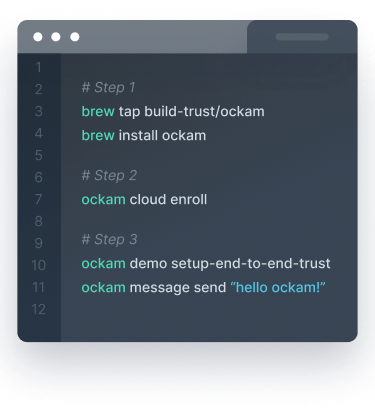 1
2 # Step 1
3 brew tap build-trust/ockam
4 brew install ockam
5
6 # Step 2
7 ockam cloud enroll
8
9 # Step 3
10 ockam demo setup-end-to-end-trust
11 ockam message send “hello ockam!”
12